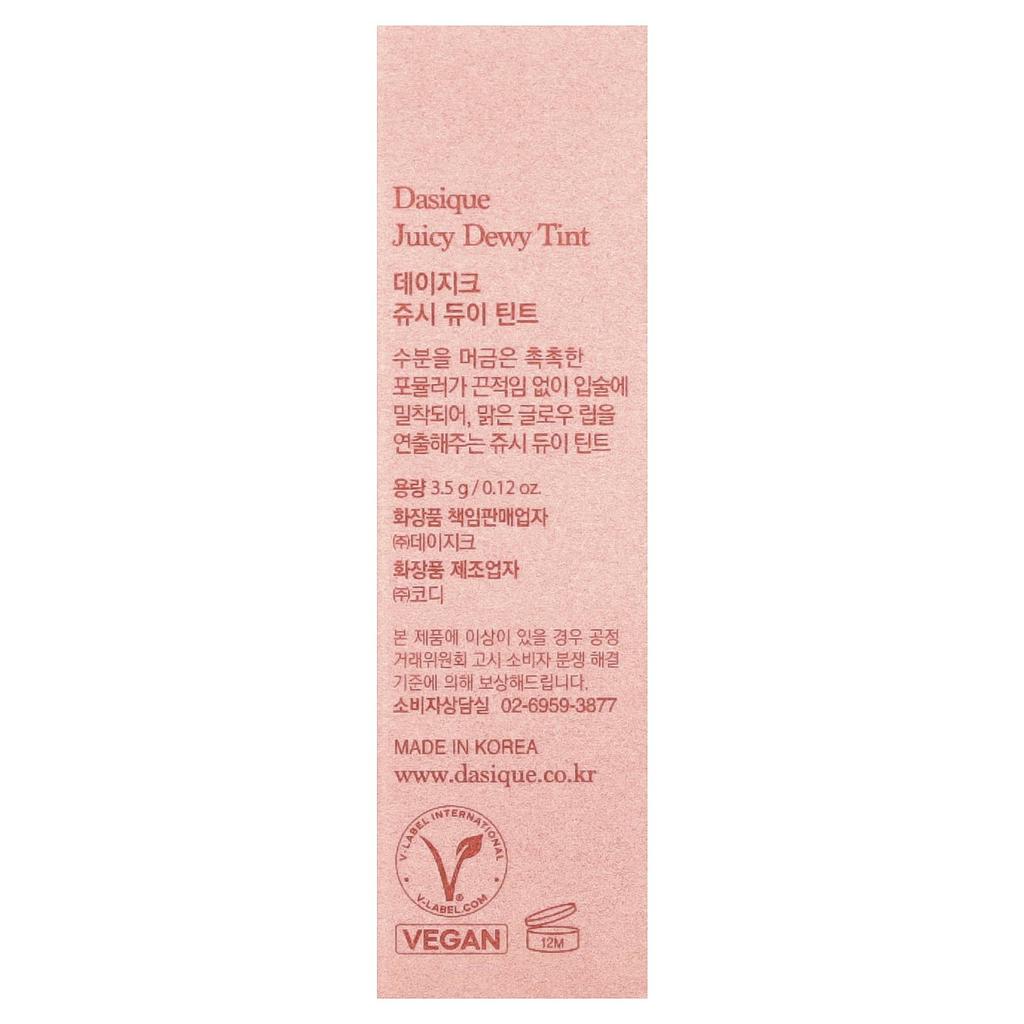 Dasique
Juicy Dewy Tint
데이지크
쥬시 듀이 틴트
수분을 머금은 촉촉한
포뮬러가 끈적임 없이 입술에
밀착되어, 맑은 글로우 립을
연출해주는 쥬시 듀이 틴트
용량 3.5 g / 0.12 oz.
화장품 책임판매업자
㈜데이지크
화장품 제조업자
㈜코디
본 제품에 이상이 있을 경우 공정
거래위원회 고시 소비자 분쟁 해결
기준에 의해 보상해드립니다.
소비자상담실 02-6959-3877
MADE IN KOREA
www.dasique.co.kr
V-LABEL INTERNATIONAL
®
V-LABEL.COM
VEGAN
12M